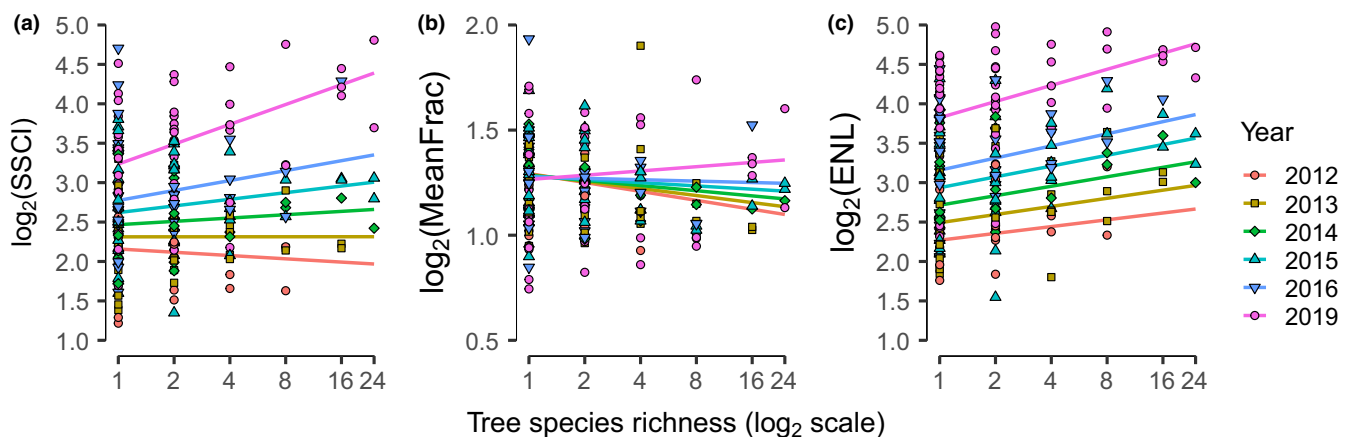 (a)
log₂(SSCI)
5.0
4.5
4.0
3.5
3.0
2.5
2.0
1.5
1.0
1 2 4 8 16 24
(b)
log₂(MeanFrac)
2.0
1.5
1.0
0.5
1 2 4 8 16 24
(c)
log₂(ENL)
5.0
4.5
4.0
3.5
3.0
2.5
2.0
1.5
1.0
1 2 4 8 16 24
Tree species richness (log₂ scale)
Year
2012
2013
2014
2015
2016
2019